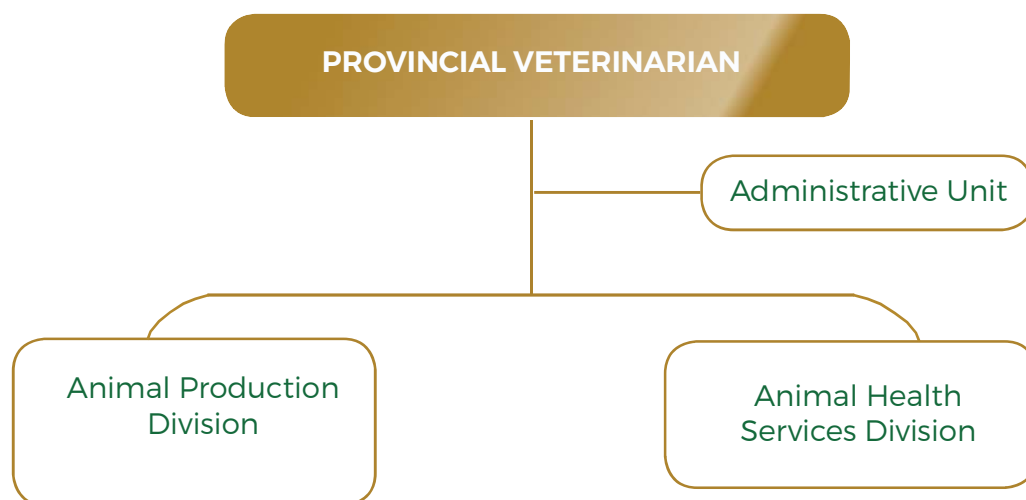 PROVINCIAL VETERINARIAN
Administrative Unit
Animal Production
Division
Animal Health
Services Division